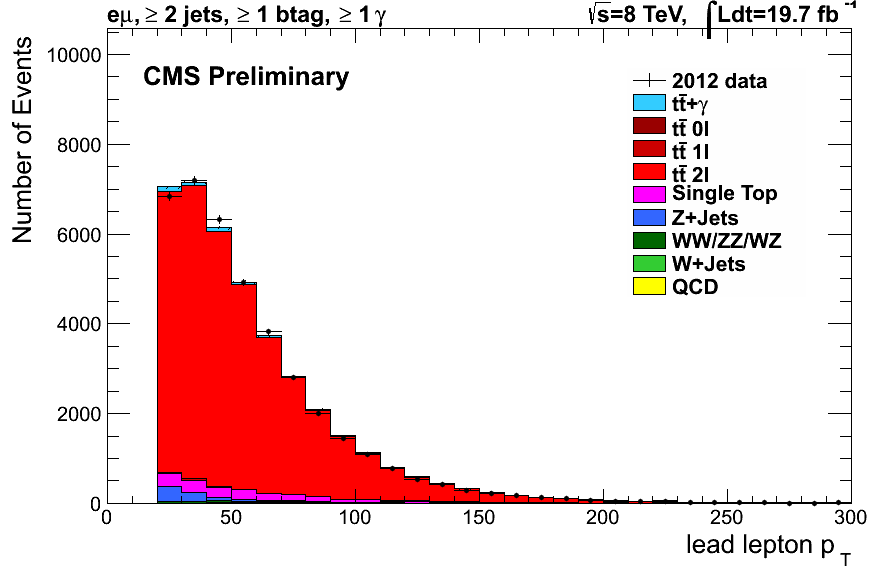 eμ, ≥ 2 jets, ≥ 1 btag, ≥ 1 γ
√s=8 TeV, ∫Ldt=19.7 fb⁻¹
Number of Events
10000
8000
6000
4000
2000
0
CMS Preliminary
2012 data
tt̄+γ
tt̄ 0l
tt̄ 1l
tt̄ 2l
Single Top
Z+Jets
WW/ZZ/WZ
W+Jets
QCD
0 50 100 150 200 250 300
lead lepton p_T